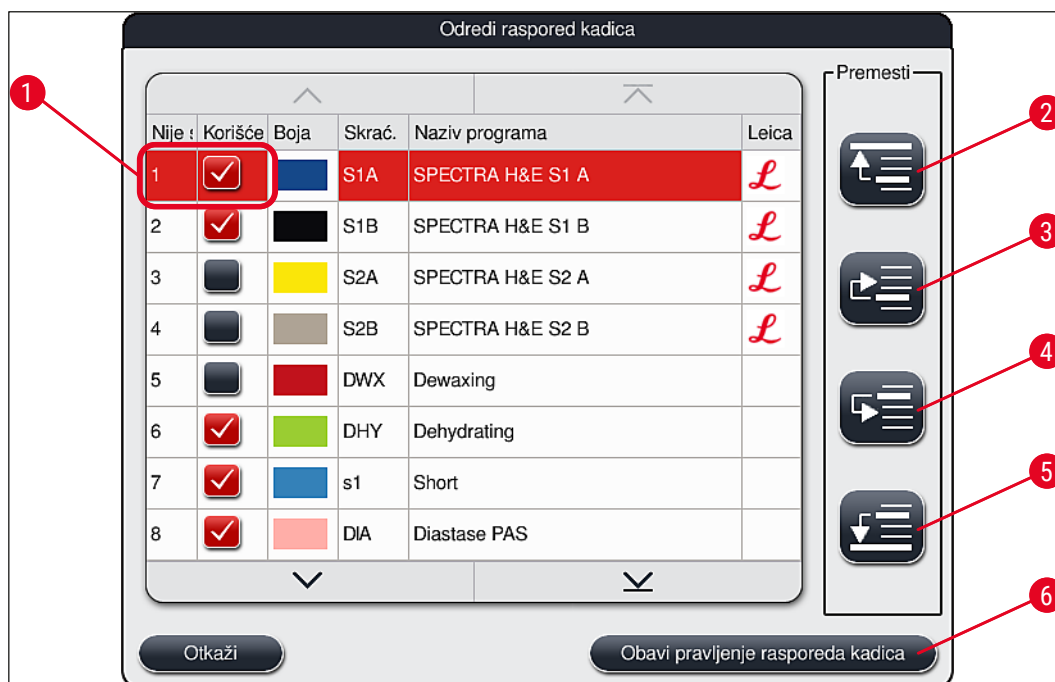 Odredi raspored kadica
Premesti
Nije s Korišće Boja Skrać. Naziv programa Leica
1 S1A SPECTRA H&E S1 A
2 S1B SPECTRA H&E S1 B
3 S2A SPECTRA H&E S2 A
4 S2B SPECTRA H&E S2 B
5 DWX Dewaxing
6 DHY Dehydrating
7 s1 Short
8 DIA Diastase PAS
Otkaži
Obavi pravljenje rasporeda kadica
1
2
3
4
5
6